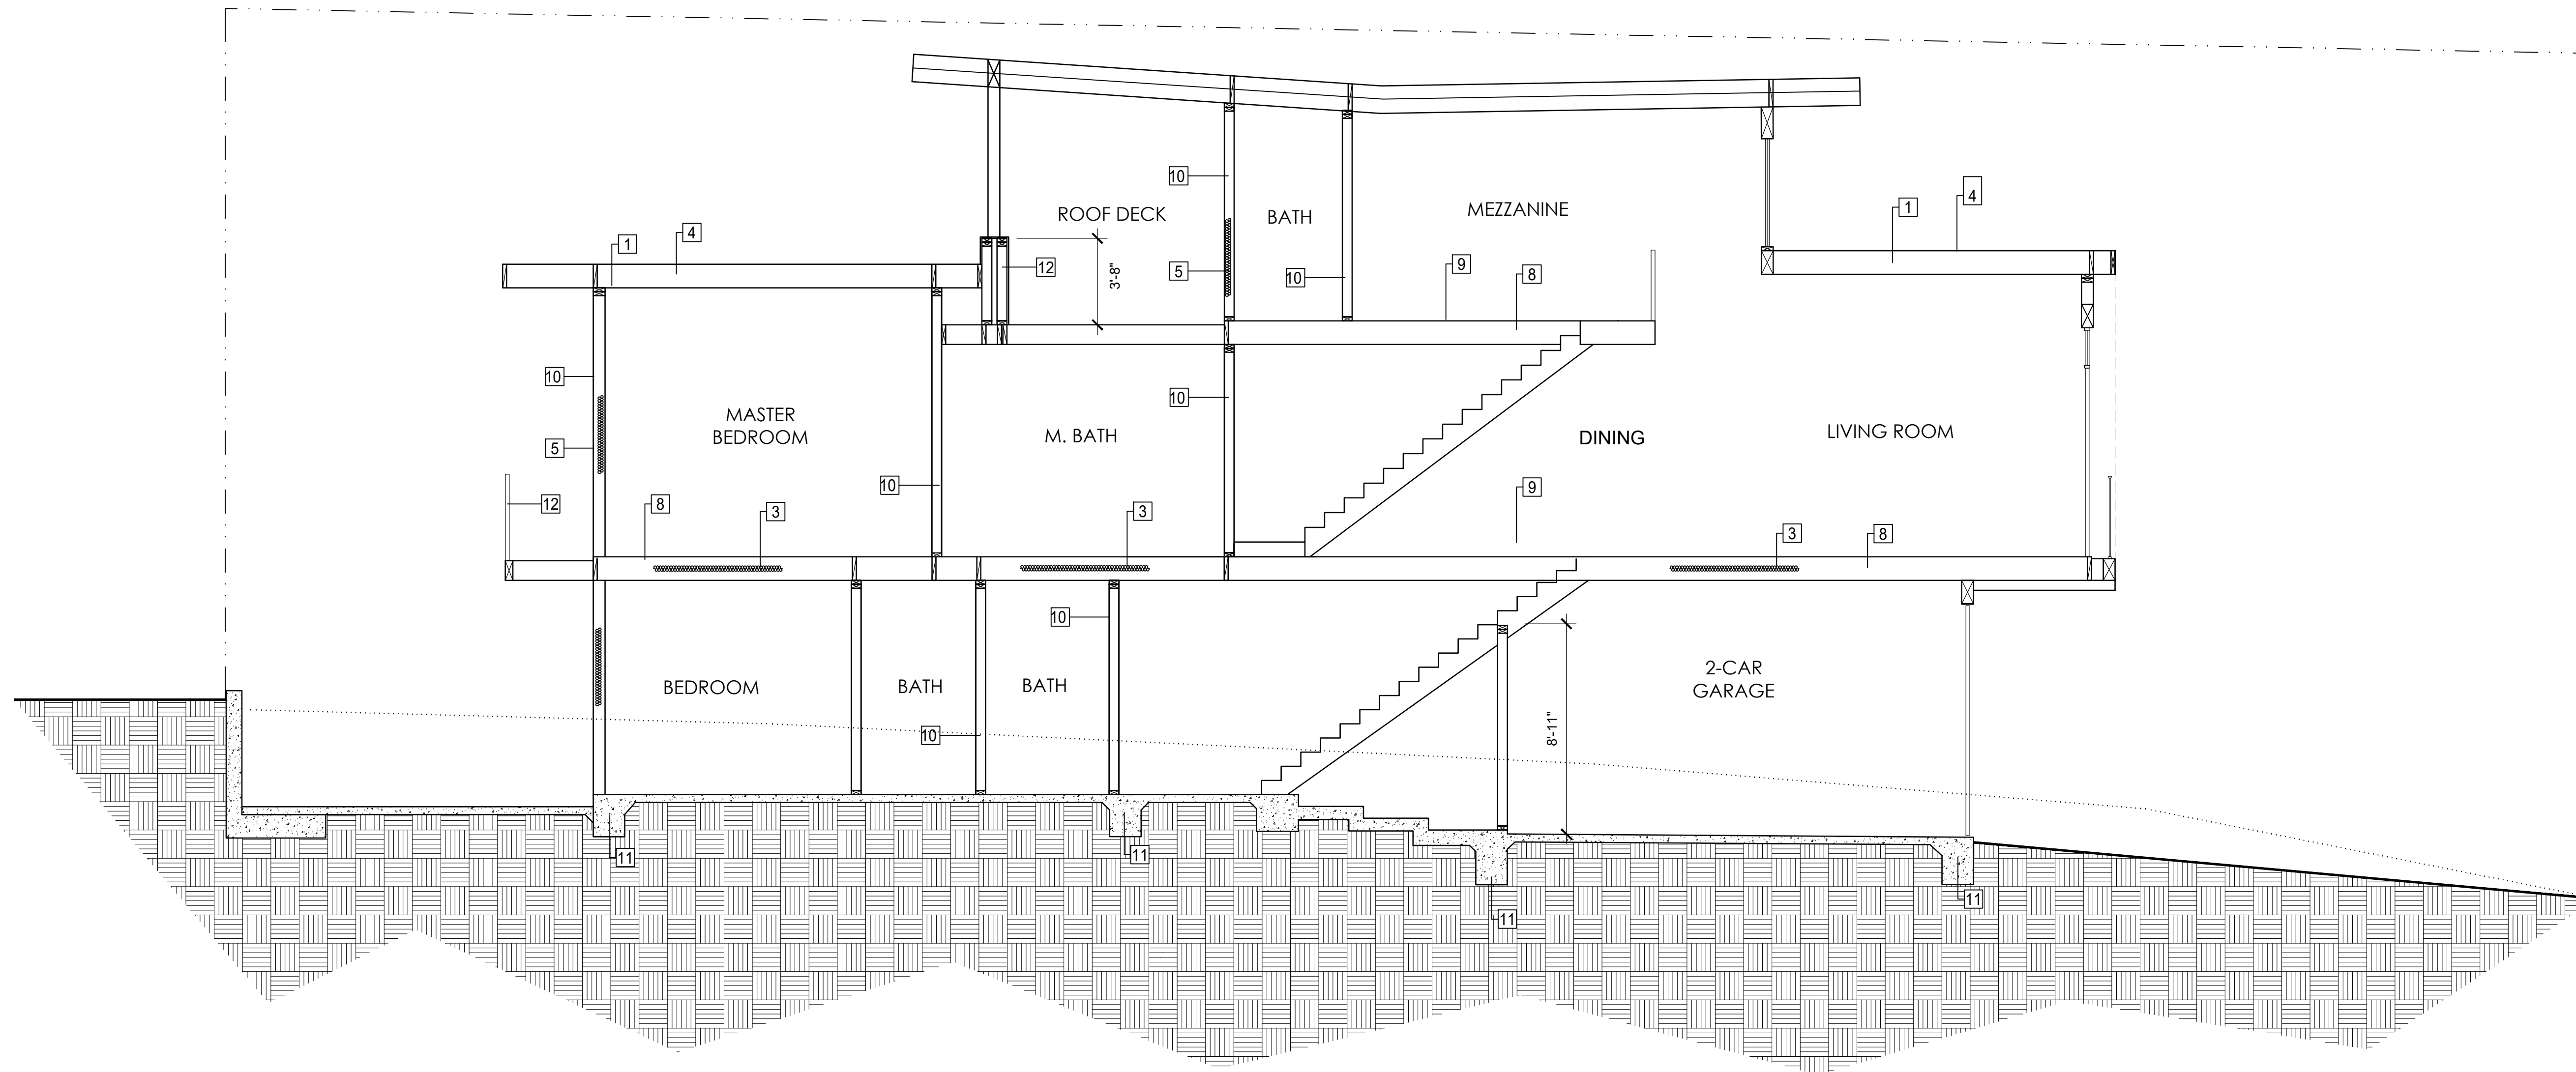 10
ROOF DECK
BATH
MEZZANINE
4
1
1
4
12
3'-8"
5
10
9
8
10
10
MASTER
BEDROOM
M. BATH
DINING
LIVING ROOM
5
10
12
8
3
3
9
3
8
10
BEDROOM
BATH
BATH
10
2-CAR
GARAGE
8'-11"
11
11
11
11